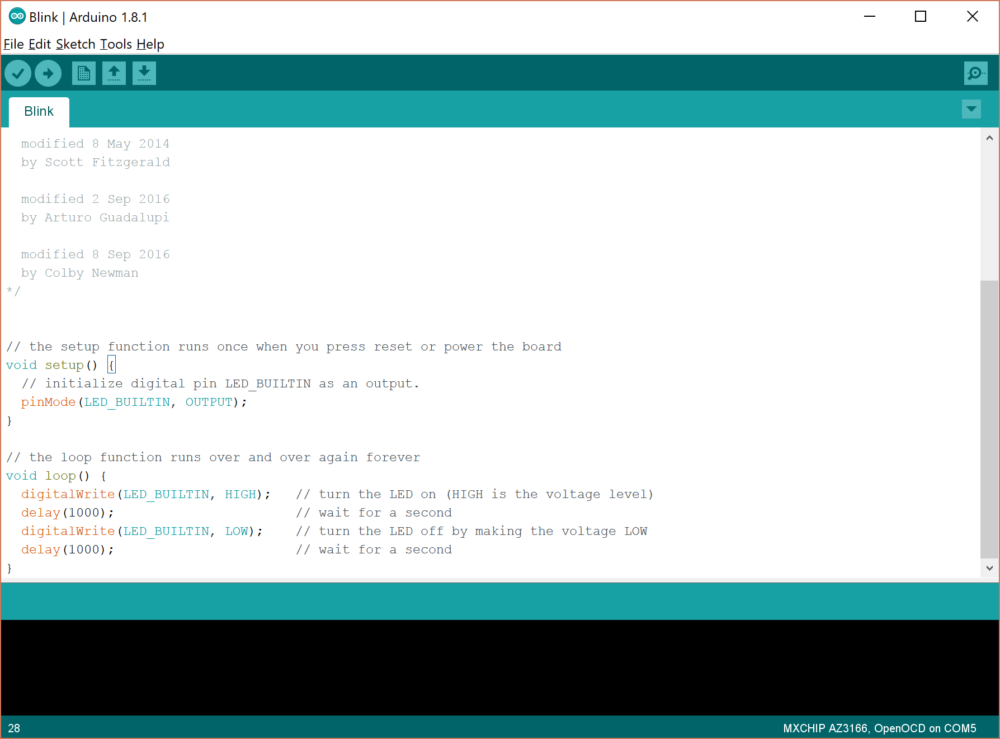 Blink | Arduino 1.8.1
File Edit Sketch Tools Help
Blink
modified 8 May 2014
by Scott Fitzgerald
modified 2 Sep 2016
by Arturo Guadalupi
modified 8 Sep 2016
by Colby Newman
*/
// the setup function runs once when you press reset or power the board
void setup() {
// initialize digital pin LED_BUILTIN as an output.
pinMode(LED_BUILTIN, OUTPUT);
}
// the loop function runs over and over again forever
void loop() {
digitalWrite(LED_BUILTIN, HIGH);   // turn the LED on (HIGH is the voltage level)
delay(1000);                       // wait for a second
digitalWrite(LED_BUILTIN, LOW);    // turn the LED off by making the voltage LOW
delay(1000);                       // wait for a second
}
28
MXCHIP AZ3166, OpenOCD on COM5